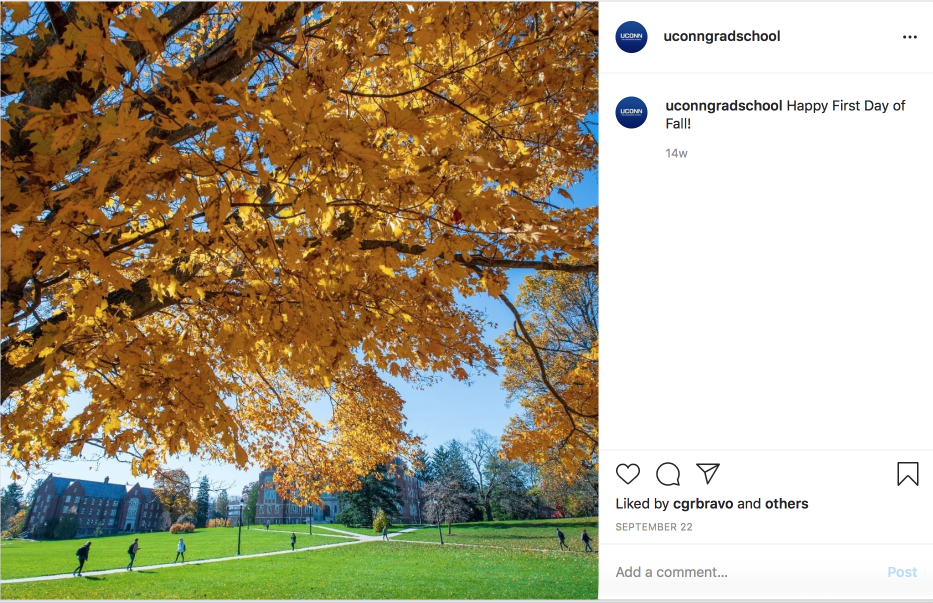 UCONN
uconngradschool
UCONN
uconngradschool Happy First Day of
Fall!
14w
Liked by cgrbravo and others
SEPTEMBER 22
Add a comment...
Post